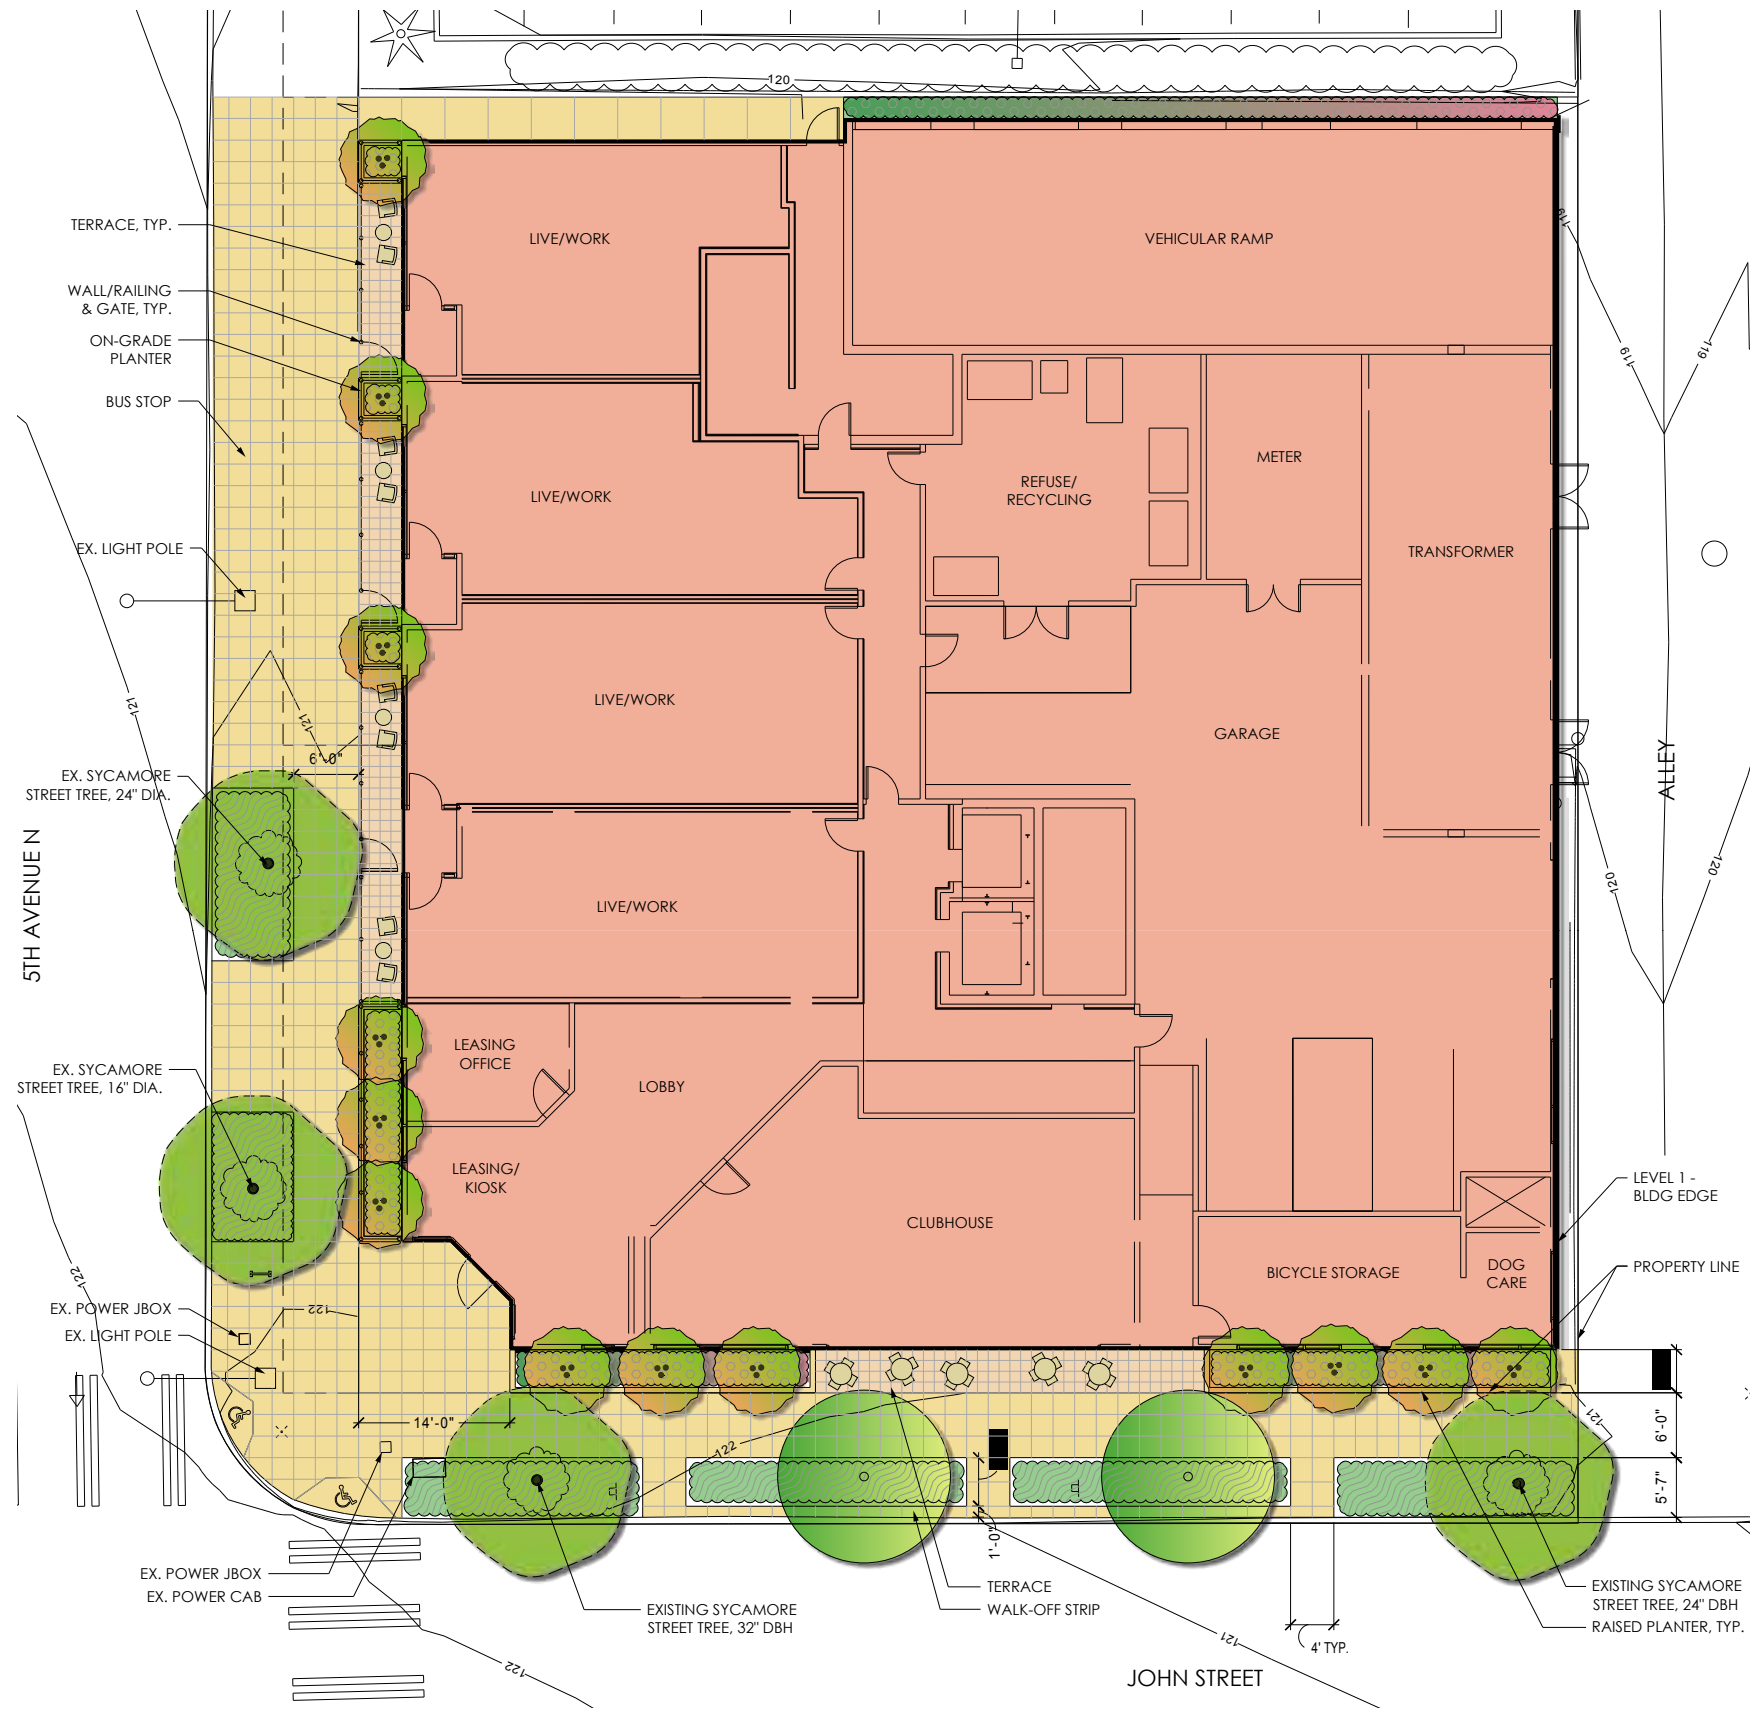 120
TERRACE, TYP.
LIVE/WORK
VEHICULAR RAMP
119
WALL/RAILING
& GATE, TYP.
ON-GRADE
PLANTER
119
119
BUS STOP
LIVE/WORK
REFUSE/
RECYCLING
METER
EX. LIGHT POLE
TRANSFORMER
121
121
6'-0"
LIVE/WORK
GARAGE
ALLEY
EX. SYCAMORE
STREET TREE, 24" DIA.
5TH AVENUE N
LIVE/WORK
120
120
LEASING
OFFICE
LOBBY
EX. SYCAMORE
STREET TREE, 16" DIA.
LEASING/
KIOSK
CLUBHOUSE
LEVEL 1 -
BLDG EDGE
BICYCLE STORAGE
DOG
CARE
PROPERTY LINE
122
122
EX. POWER JBOX
EX. LIGHT POLE
14'-0"
122
121
6'-0"
5'-7"
1'-0"
EX. POWER JBOX
EX. POWER CAB
EXISTING SYCAMORE
STREET TREE, 32" DBH
TERRACE
WALK-OFF STRIP
EXISTING SYCAMORE
STREET TREE, 24" DBH
RAISED PLANTER, TYP.
121
4' TYP.
122
JOHN STREET